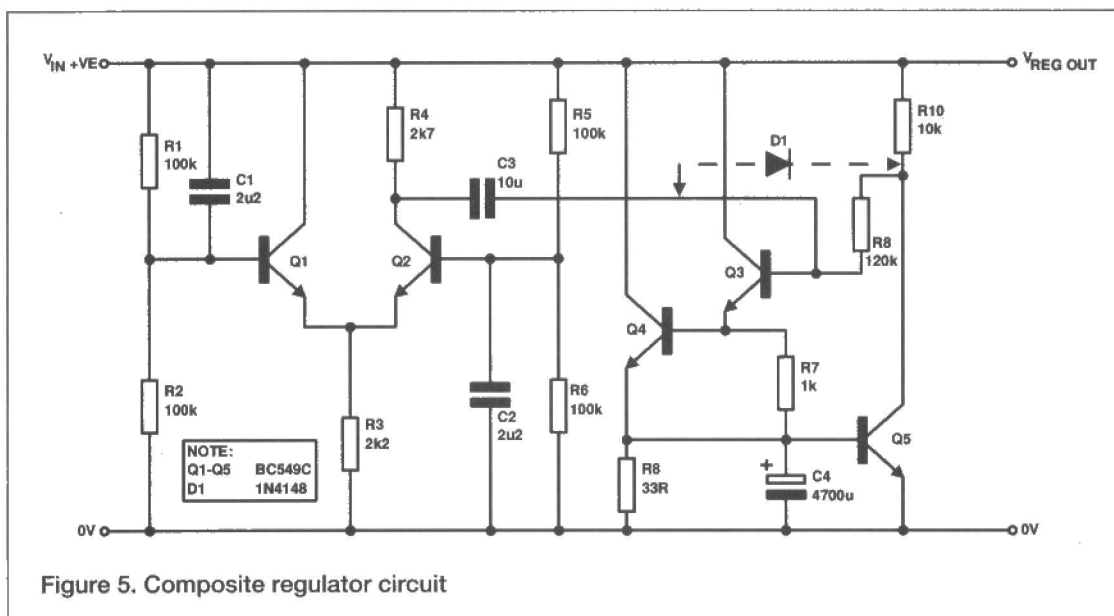 VIN +VE
VREG OUT
R1
100k
C1
2u2
R4
2k7
C3
10u
R5
100k
D1
R10
10k
R8
120k
Q1
Q2
Q3
Q4
R7
1k
Q5
R2
100k
R3
2k2
C2
2u2
R6
100k
R8
33R
+
C4
4700u
NOTE:
Q1-Q5 BC549C
D1 1N4148
0V
0V
Figure 5. Composite regulator circuit